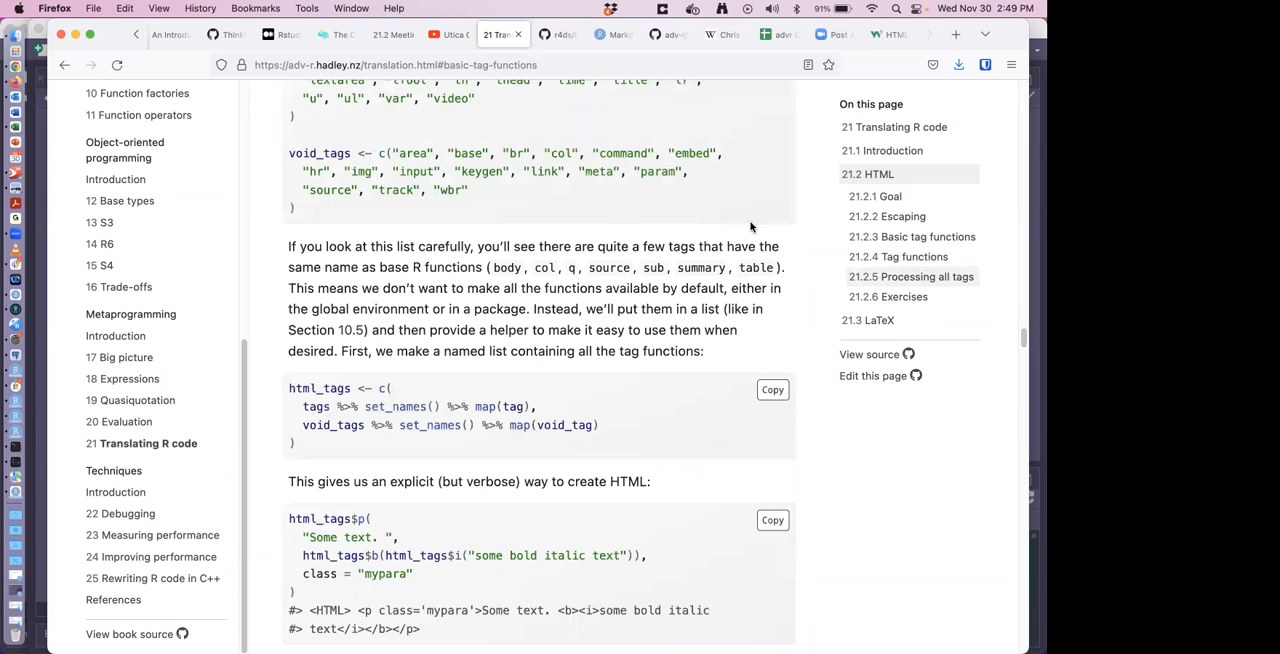 Firefox File Edit View History Bookmarks Tools Window Help 91% Wed Nov 30 2:49 PM
An Introdu Think Rstud The C 21.2 Meetin Utica C 21 Tran r4ds/b Mark adv-r Chris advr C Post HTML
https://adv-r.hadley.nz/translation.html#basic-tag-functions
10 Function factories
11 Function operators
Object-oriented
programming
Introduction
12 Base types
13 S3
14 R6
15 S4
16 Trade-offs
Metaprogramming
Introduction
17 Big picture
18 Expressions
19 Quasiquotation
20 Evaluation
21 Translating R code
Techniques
Introduction
22 Debugging
23 Measuring performance
24 Improving performance
25 Rewriting R code in C++
References
View book source
"textarea", "tfoot", "th", "thead", "time", "title", "tr",
"u", "ul", "var", "video"
)
void_tags <- c("area", "base", "br", "col", "command", "embed",
"hr", "img", "input", "keygen", "link", "meta", "param",
"source", "track", "wbr"
)
If you look at this list carefully, you'll see there are quite a few tags that have the
same name as base R functions (body, col, q, source, sub, summary, table).
This means we don't want to make all the functions available by default, either in
the global environment or in a package. Instead, we'll put them in a list (like in
Section 10.5) and then provide a helper to make it easy to use them when
desired. First, we make a named list containing all the tag functions:
html_tags <- c(
Copy
tags %>% set_names() %>% map(tag),
void_tags %>% set_names() %>% map(void_tag)
)
This gives us an explicit (but verbose) way to create HTML:
html_tags$p(
Copy
"Some text. ",
html_tags$b(html_tags$i("some bold italic text")),
class = "mypara"
)
#> <HTML> <p class='mypara'>Some text. <b><i>some bold italic
#> text</i></b></p>
On this page
21 Translating R code
21.1 Introduction
21.2 HTML
21.2.1 Goal
21.2.2 Escaping
21.2.3 Basic tag functions
21.2.4 Tag functions
21.2.5 Processing all tags
21.2.6 Exercises
21.3 LaTeX
View source
Edit this page